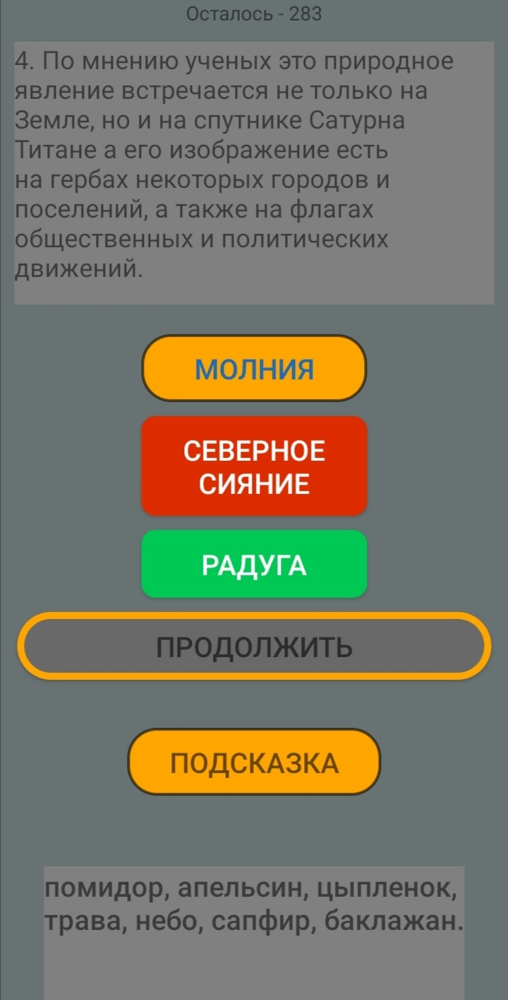 Осталось - 283
4. По мнению ученых это природное
явление встречается не только на
Земле, но и на спутнике Сатурна
Титане а его изображение есть
на гербах некоторых городов и
поселений, а также на флагах
общественных и политических
движений.
МОЛНИЯ
СЕВЕРНОЕ
СИЯНИЕ
РАДУГА
ПРОДОЛЖИТЬ
ПОДСКАЗКА
помидор, апельсин, цыпленок,
трава, небо, сапфир, баклажан.